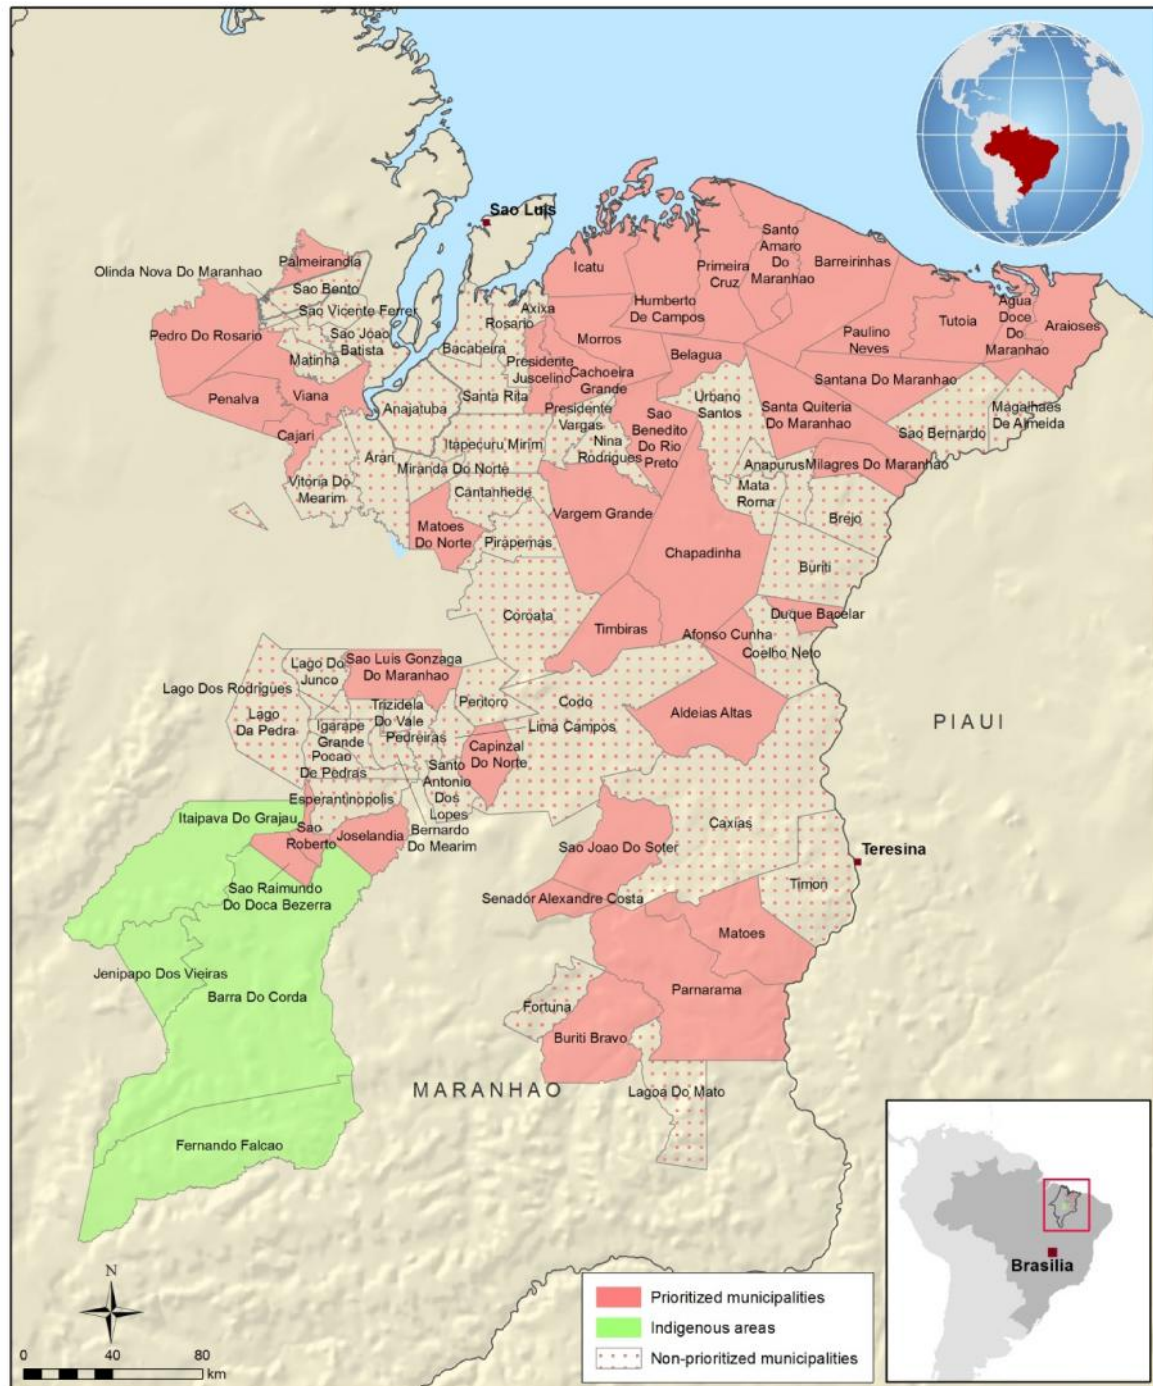 Sao Luis
Palmeirandia
Olinda Nova Do Maranhao
Sao Bento
Sao Vicente Ferrer
Pedro Do Rosario
Sao Joao
Batista
Matinha
Penalva
Viana
Cajari
Vitoria Do
Mearim
Arari
Anajatuba
Bacabeira
Rosario
Axixa
Santa Rita
Presidente
Juscelino
Icatu
Morros
Cachoeira
Grande
Humberto
De Campos
Primeira
Cruz
Santo
Amaro
Do
Maranhao
Barreirinhas
Belagua
Paulino
Neves
Tutoia
Agua
Doce
Do
Maranhao
Araioses
Santana Do Maranhao
Magalhaes
De Almeida
Sao Bernardo
Santa Quiteria
Do Maranhao
Urbano
Santos
Sao
Benedito
Do Rio
Preto
Presidente
Vargas
Nina
Rodrigues
Itapecuru Mirim
Miranda Do Norte
Cantanhede
Matoes
Do Norte
Pirapemas
Vargem Grande
Anapurus
Milagres Do Maranhao
Mata
Roma
Brejo
Chapadinha
Buriti
Coroata
Timbiras
Afonso Cunha
Duque Bacelar
Coelho Neto
Lago Do
Junco
Sao Luis Gonzaga
Do Maranhao
Lago Dos Rodrigues
Lago
Da Pedra
Trizidela
Do Vale
Igarape
Grande
Pedreiras
Pocao
De Pedras
Peritoro
Codo
Lima Campos
Capinzal
Do Norte
Santo
Antonio
Dos
Lopes
Aldeias Altas
PIAUI
Esperantinopolis
Bernardo
Do Mearim
Itaipava Do Grajau
Sao
Roberto
Joselandia
Sao Raimundo
Do Doca Bezerra
Caxias
Sao Joao Do Soter
Teresina
Timon
Senador Alexandre Costa
Matoes
Jenipapo Dos Vieiras
Barra Do Corda
Parnarama
Fortuna
Buriti Bravo
MARANHAO
Lagoa Do Mato
Fernando Falcao
Brasilia
N
0 20 40 80
km
Prioritized municipalities
Indigenous areas
Non-prioritized municipalities